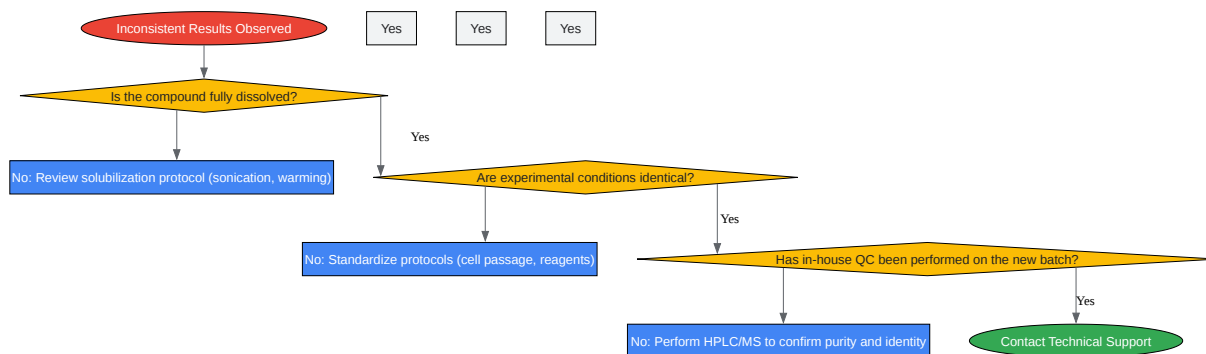 Inconsistent Results Observed
Yes
Yes
Yes
Is the compound fully dissolved?
Yes
No: Review solubilization protocol (sonication, warming)
Are experimental conditions identical?
Yes
No: Standardize protocols (cell passage, reagents)
Has in-house QC been performed on the new batch?
Yes
No: Perform HPLC/MS to confirm purity and identity
Contact Technical Support